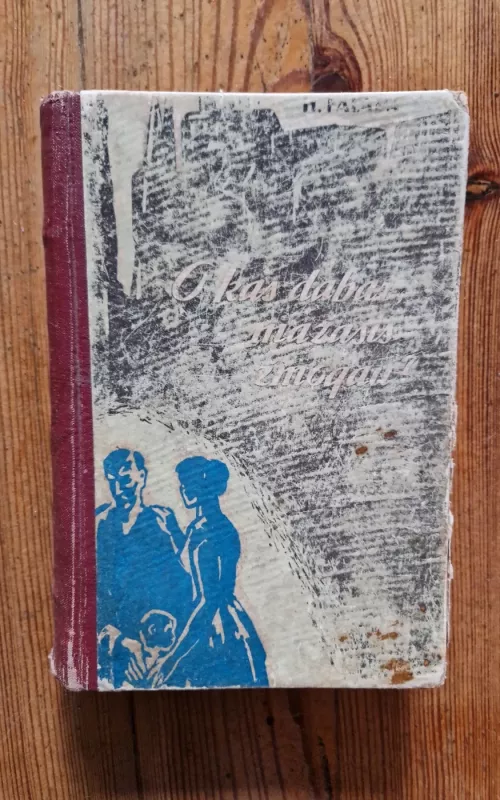 O kas dabar,
mažasis
žmogau?